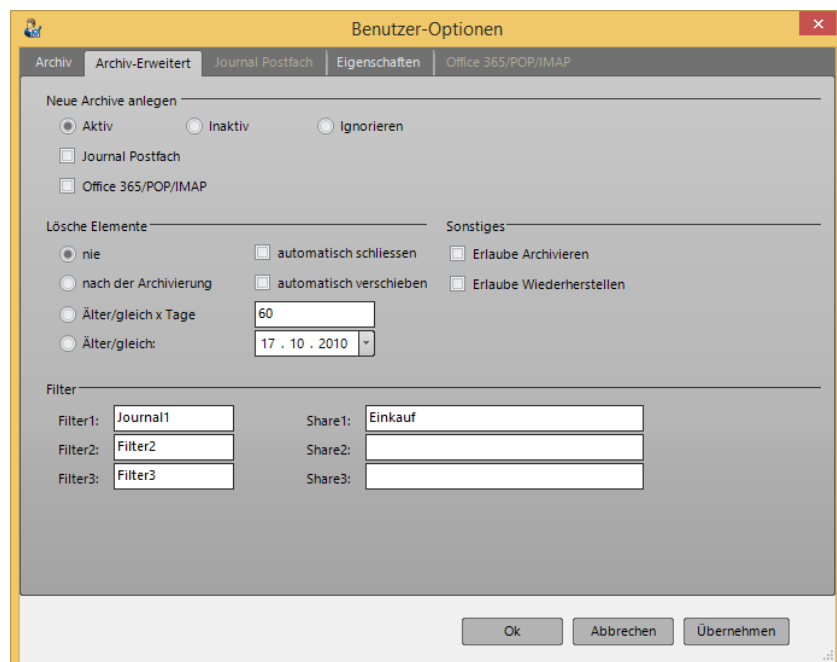 Benutzer-Optionen
Archiv Archiv-Erweitert Journal Postfach Eigenschaften Office 365/POP/IMAP
Neue Archive anlegen
Aktiv Inaktiv Ignorieren
Journal Postfach
Office 365/POP/IMAP
Lösche Elemente Sonstiges
nie automatisch schliessen Erlaube Archivieren
nach der Archivierung automatisch verschieben Erlaube Wiederherstellen
Älter/gleich x Tage 60
Älter/gleich: 17 . 10 . 2010
Filter
Filter1: Journal1 Share1: Einkauf
Filter2: Filter2 Share2:
Filter3: Filter3 Share3:
Ok Abbrechen Übernehmen